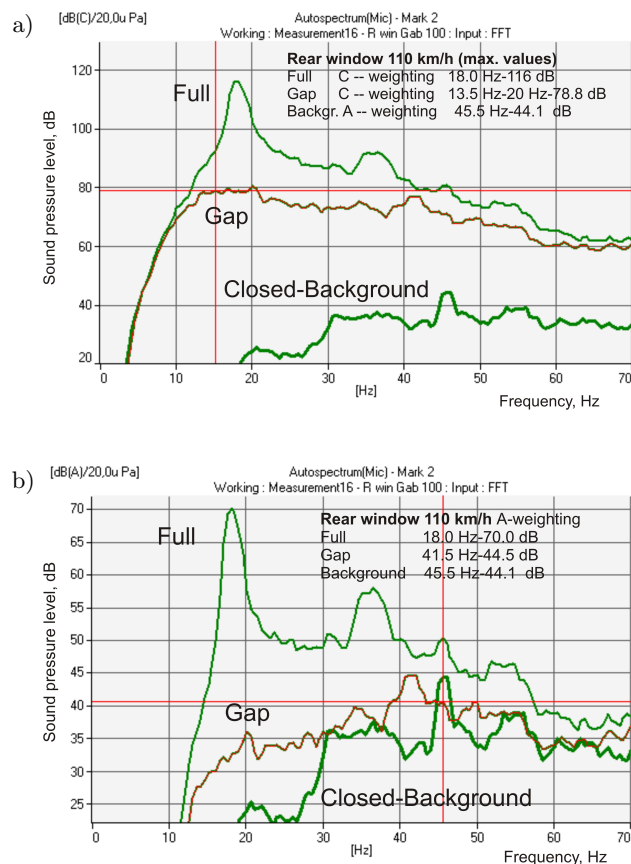 a)
[dB(C)/20,0u Pa] Autospectrum(Mic) - Mark 2
Working : Measurement16 - R win Gab 100 : Input : FFT
Rear window 110 km/h (max. values)
Full C -- weighting 18.0 Hz-116 dB
Gap C -- weighting 13.5 Hz-20 Hz-78.8 dB
Backgr. A -- weighting 45.5 Hz-44.1 dB
Full
Gap
Closed-Background
Sound pressure level, dB
120
100
80
60
40
20
0 10 20 30 40 50 60 70
[Hz]
Frequency, Hz
b)
[dB(A)/20,0u Pa] Autospectrum(Mic) - Mark 2
Working : Measurement16 - R win Gab 100 : Input : FFT
Rear window 110 km/h A-weighting
Full 18.0 Hz-70.0 dB
Gap 41.5 Hz-44.5 dB
Background 45.5 Hz-44.1 dB
Full
Gap
Closed-Background
Sound pressure level, dB
70
65
60
55
50
45
40
35
30
25
0 10 20 30 40 50 60 70
[Hz]
Frequency, Hz